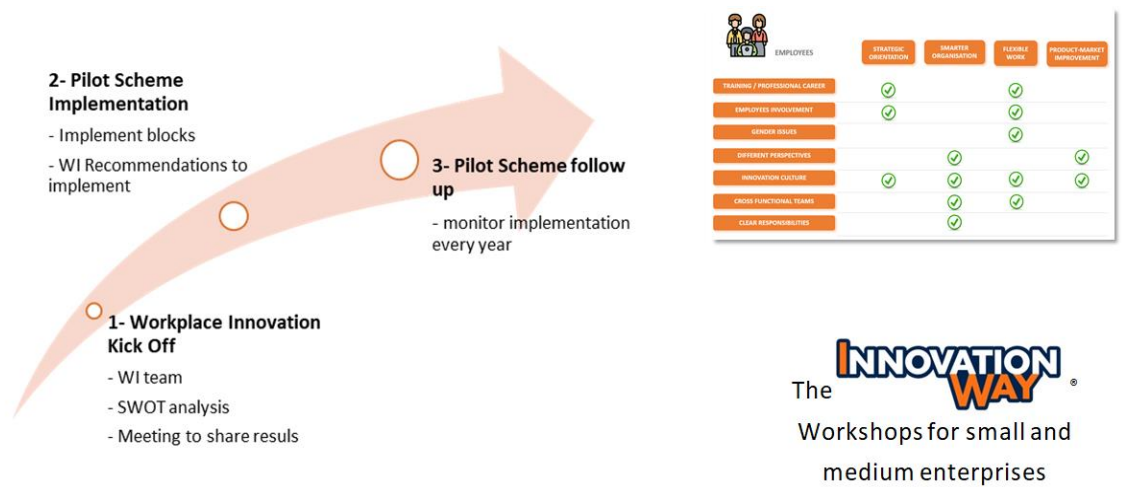 2- Pilot Scheme
Implementation
- Implement blocks
- WI Recommendations to
implement
3- Pilot Scheme follow
up
- monitor implementation
every year
1- Workplace Innovation
Kick Off
- WI team
- SWOT analysis
- Meeting to share resuls
EMPLOYEES
STRATEGIC
ORIENTATION
SMARTER
ORGANISATION
FLEXIBLE
WORK
PRODUCT-MARKET
IMPROVEMENT
TRAINING / PROFESSIONAL CAREER
EMPLOYEES INVOLVEMENT
GENDER ISSUES
DIFFERENT PERSPECTIVES
INNOVATION CULTURE
CROSS FUNCTIONAL TEAMS
CLEAR RESPONSIBILITIES
The INNOVATION
WAY ®
Workshops for small and
medium enterprises